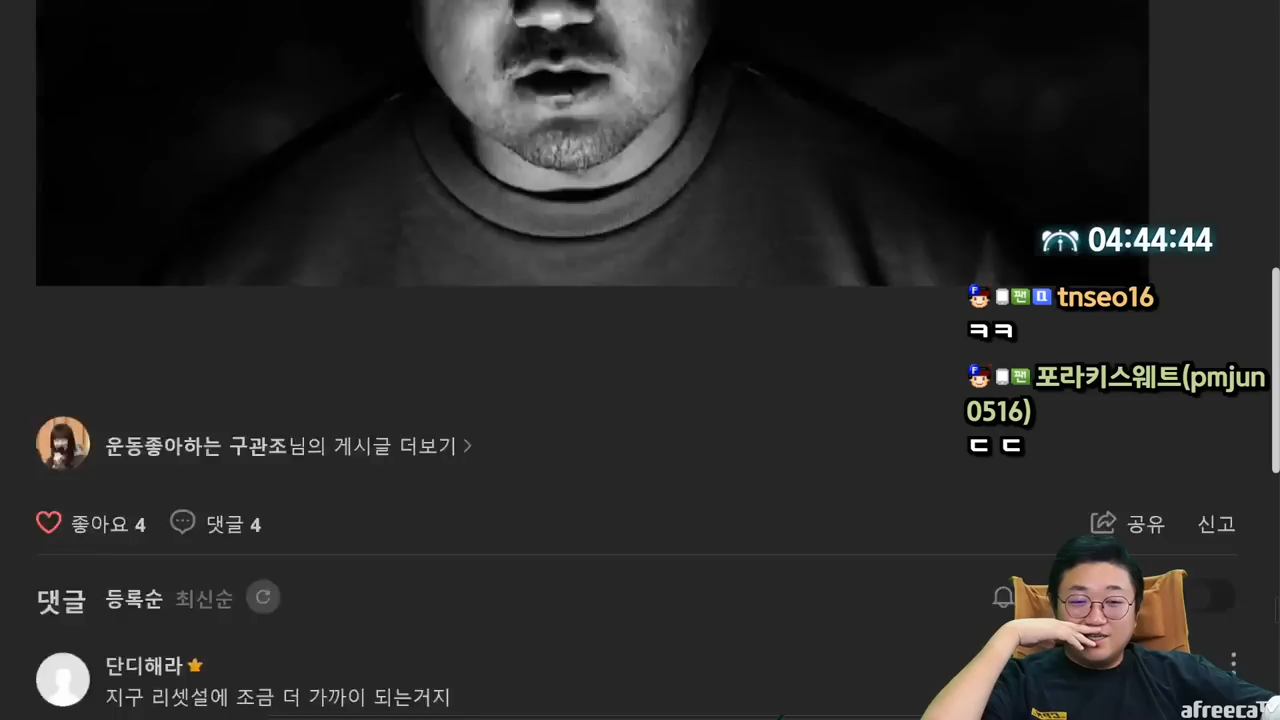 04:44:44
tnseo16
ㅋㅋ
포라키스웨트(pmjun
0516)
ㄷ ㄷ
운동좋아하는 구관조님의 게시글 더보기 >
좋아요 4 댓글 4
공유 신고
댓글 등록순 최신순
단디해라
지구 리셋설에 조금 더 가까이 되는거지
afreecaT